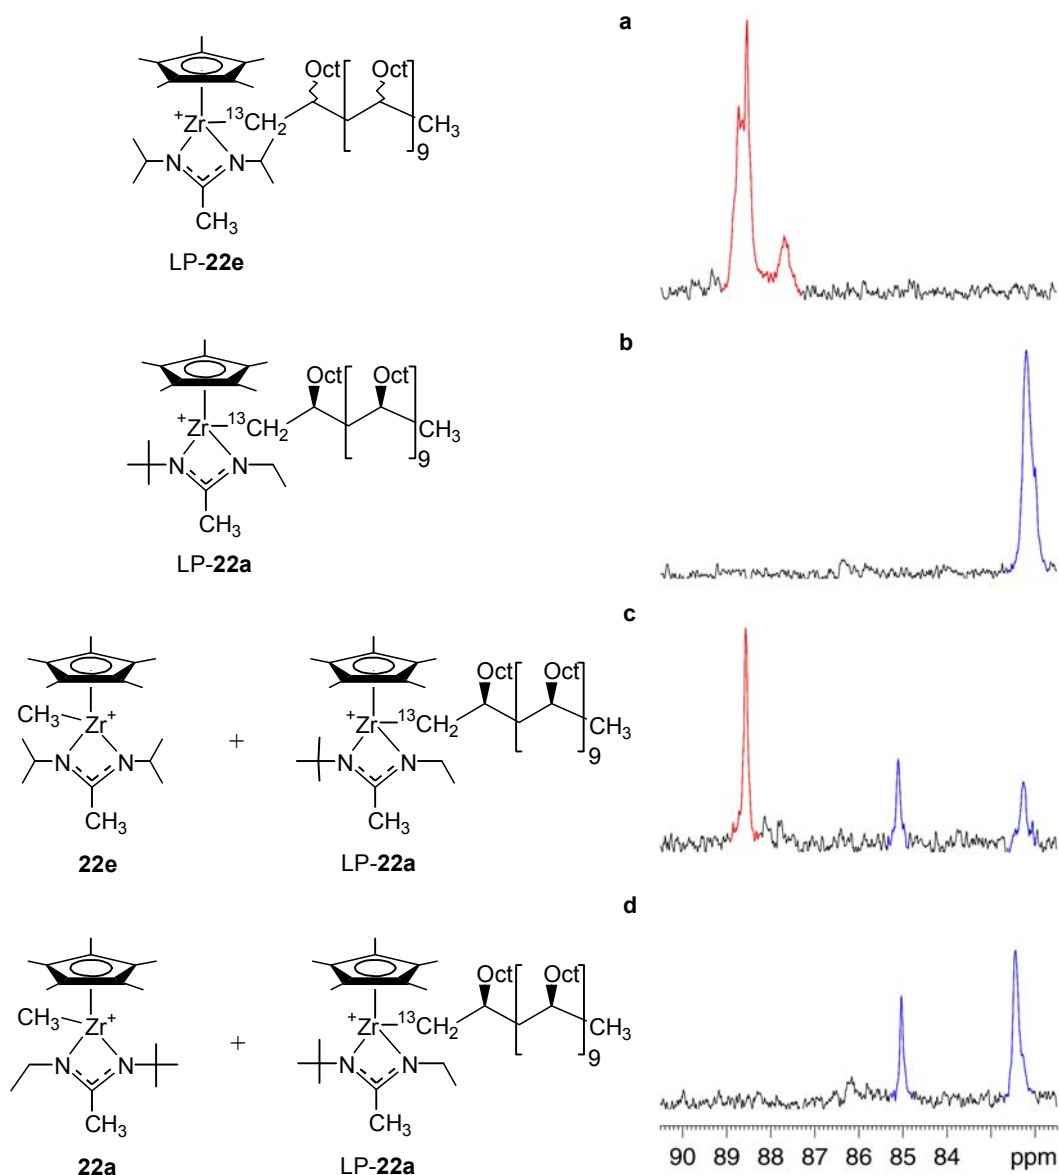 a
Oct Oct
+Zr 13CH2 CH3
9
N N
CH3
LP-22e
b
Oct Oct
+Zr 13CH2 CH3
9
N N
CH3
LP-22a
c
Oct Oct
CH3 Zr+ + +Zr 13CH2 CH3
9
N N N N
CH3 CH3
22e LP-22a
d
Oct Oct
CH3 Zr+ + +Zr 13CH2 CH3
9
N N N N
CH3 CH3
22a LP-22a
90 89 88 87 86 85 84 ppm